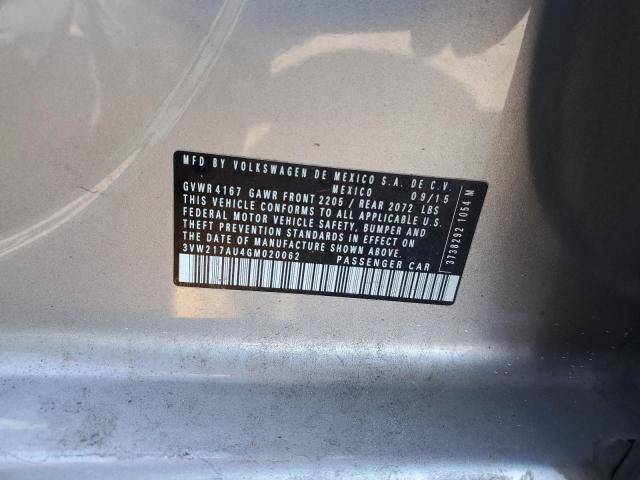 MFD BY VOLKSWAGEN DE MEXICO S.A. DE C.V.
MEXICO 09/15
GVWR 4167 GAWR FRONT 2205 / REAR 2072 LBS
THIS VEHICLE CONFORMS TO ALL APPLICABLE U.S.
FEDERAL MOTOR VEHICLE SAFETY, BUMPER AND
THEFT PREVENTION STANDARDS IN EFFECT ON
THE DATE OF MANUFACTURE SHOWN ABOVE.
3VW217AU4GM020062 PASSENGER CAR
3738292 1054 M